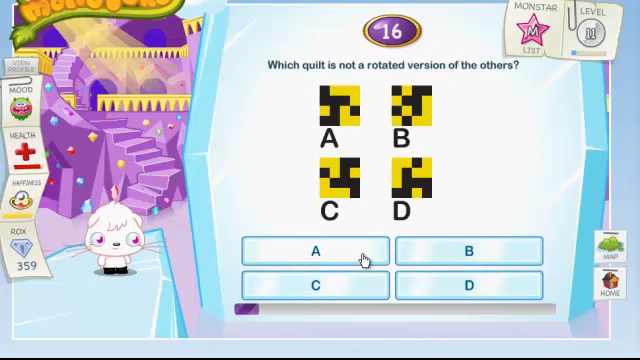 16
MONSTAR
LIST
LEVEL
11
VIEW
PROFILE
MOOD
HEALTH
HAPPINESS
ROX
359
Which quilt is not a rotated version of the others?
A B
C D
A B
C D
MAP
HOME